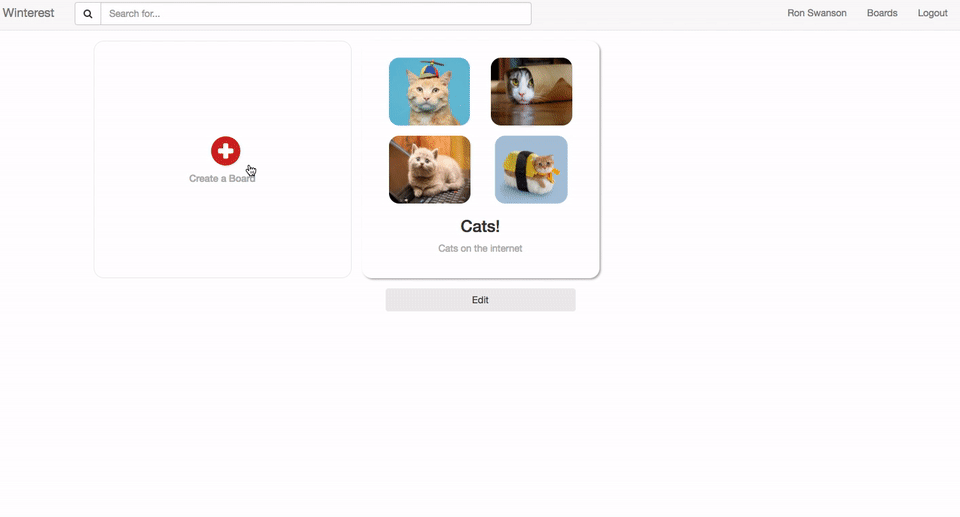 Winterest
Search for...
Ron Swanson
Boards
Logout
Create a Board
Cats!
Cats on the internet
Edit